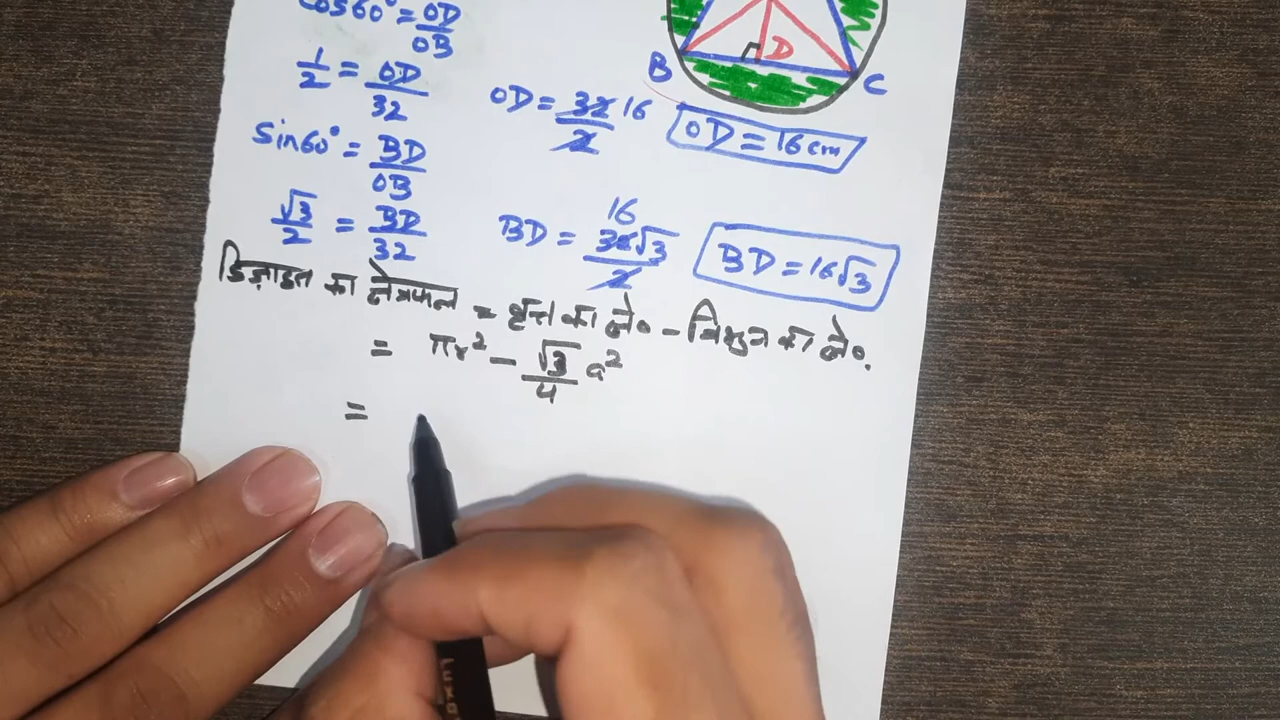 cos60° = OD/OB
1/2 = OD/32
OD = 32/2 16
OD = 16 cm
sin60° = BD/OB
√3/2 = BD/32
BD = 32√3/2 16
BD = 16√3
B
D
C
डिज़ाइन का क्षेत्रफल = वृत्त का क्षे० - त्रिभुज का क्षे०.
= πr² - √3/4 a²
=